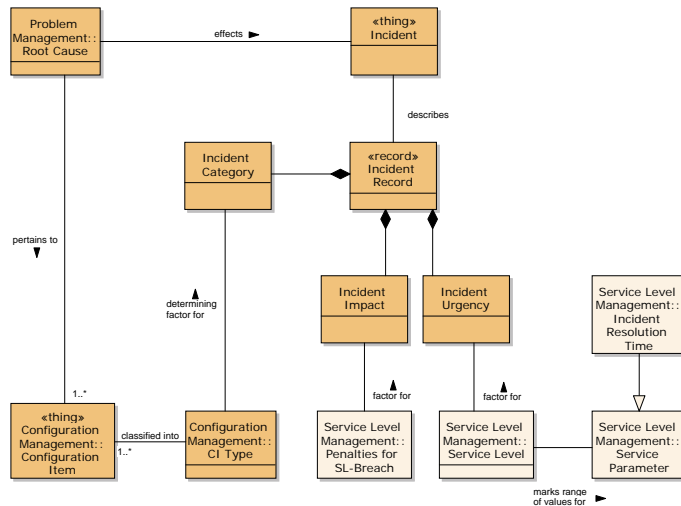 Problem
Management::
Root Cause
effects
«thing»
Incident
describes
Incident
Category
«record»
Incident
Record
pertains to
determining
factor for
Incident
Impact
Incident
Urgency
Service Level
Management::
Incident
Resolution
Time
factor for
factor for
1..*
«thing»
Configuration
Management::
Configuration
Item
classified into
1..*
Configuration
Management::
CI Type
Service Level
Management::
Penalties for
SL-Breach
Service Level
Management::
Service Level
Service Level
Management::
Service
Parameter
marks range
of values for